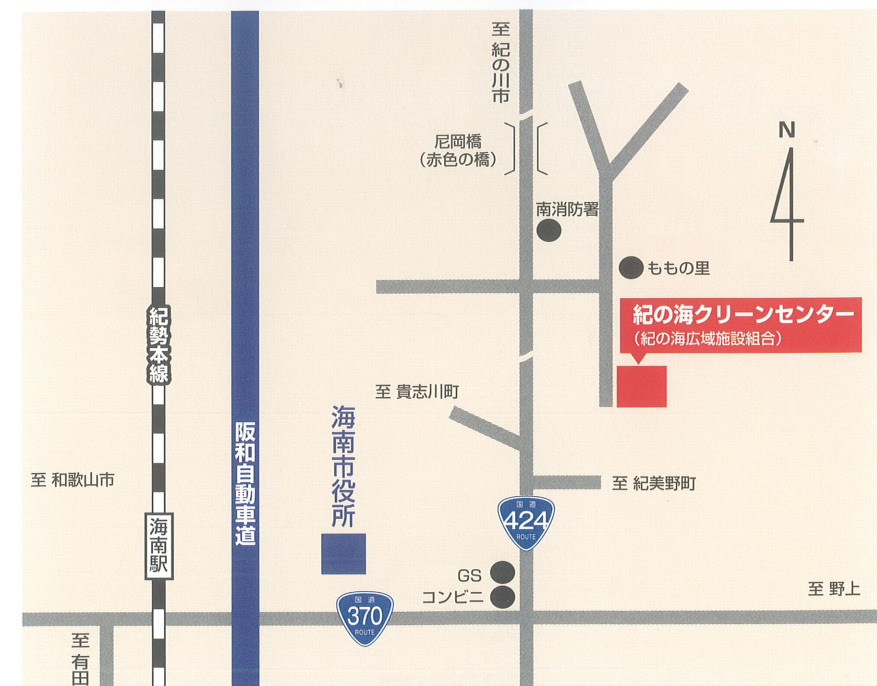 至 紀の川市
尼岡橋
（赤色の橋）
N
南消防署
ももの里
紀の海クリーンセンター
（紀の海広域施設組合）
紀勢本線
至 貴志川町
海南市役所
阪和自動車道
至 和歌山市
至 紀美野町
国道
424
ROUTE
海南駅
GS
コンビニ
至 野上
国道
370
ROUTE
至 有田